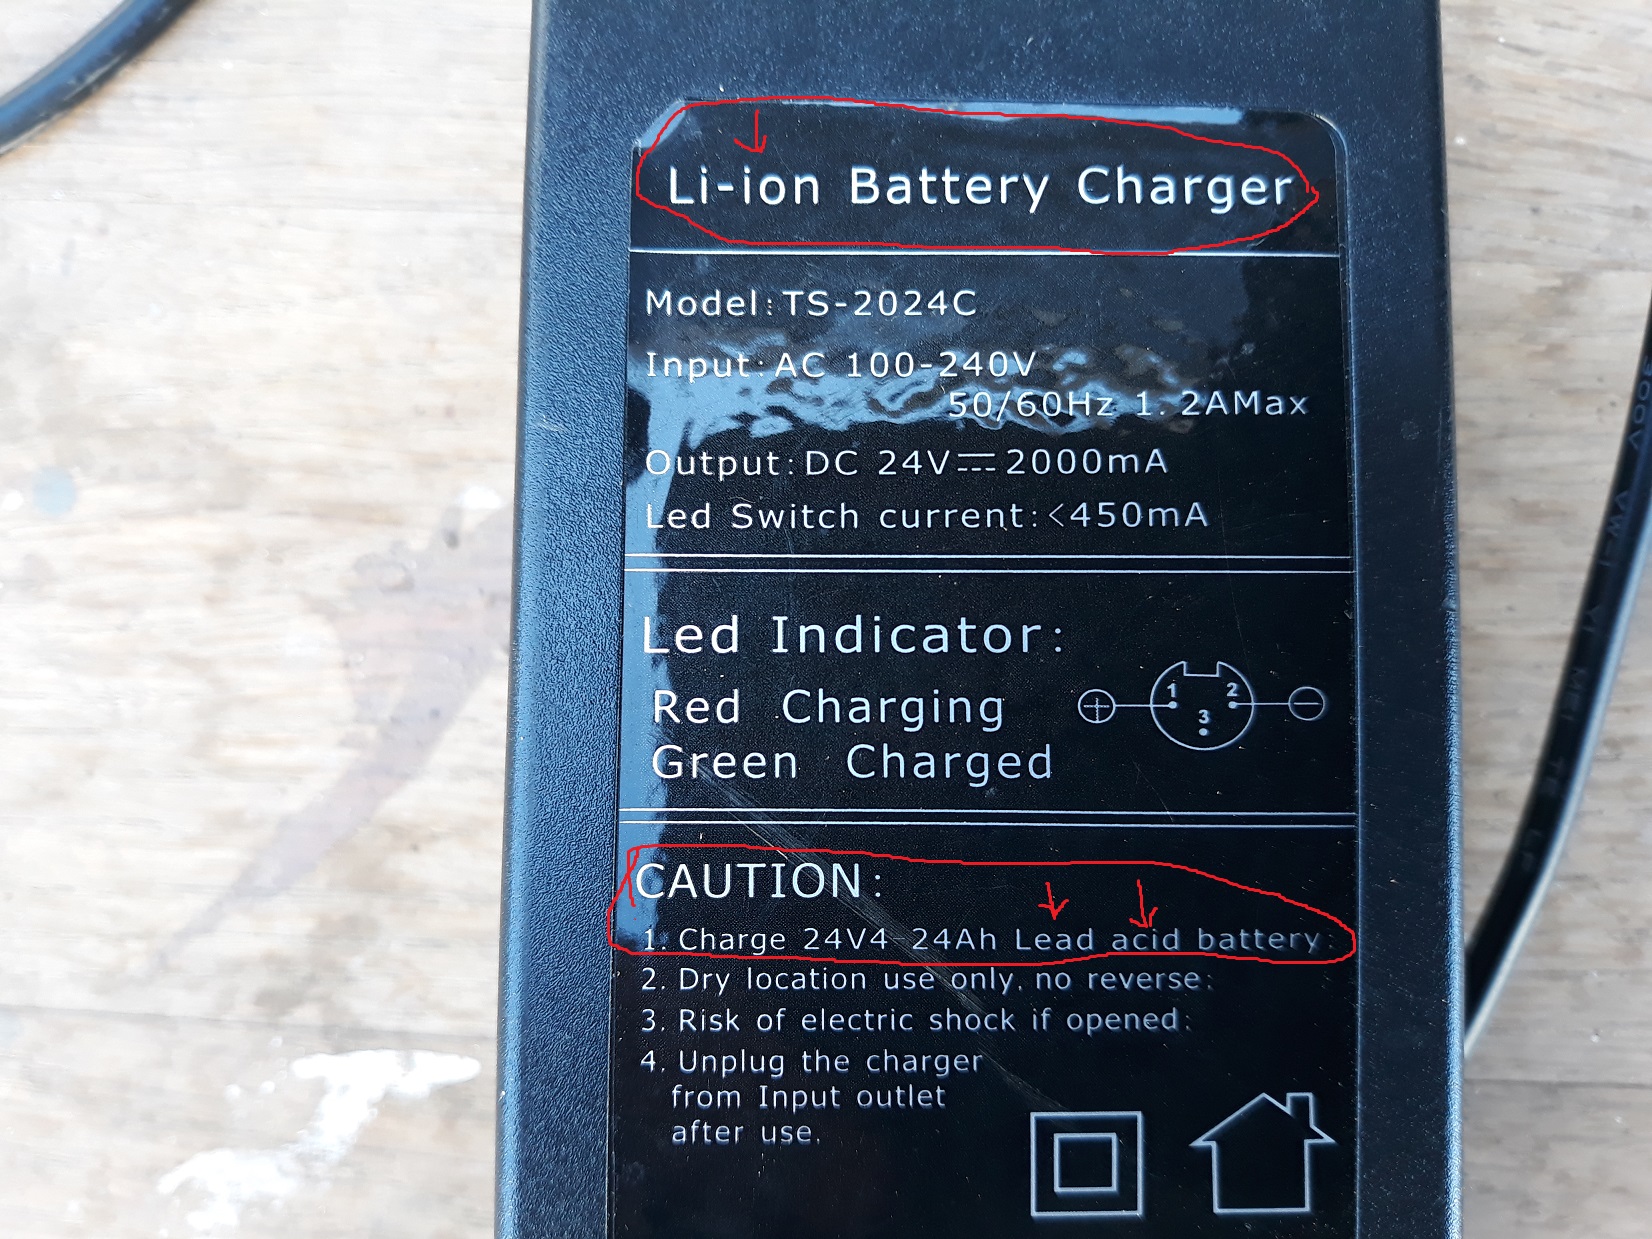 Li-ion Battery Charger
Model: TS-2024C
Input: AC 100-240V
50/60Hz 1. 2AMax
Output: DC 24V⎓2000mA
Led Switch current: <450mA
Led Indicator:
Red Charging
Green Charged
1 2
3
CAUTION:
1. Charge 24V4-24Ah Lead acid battery:
2. Dry location use only, no reverse:
3. Risk of electric shock if opened:
4. Unplug the charger
from Input outlet
after use.